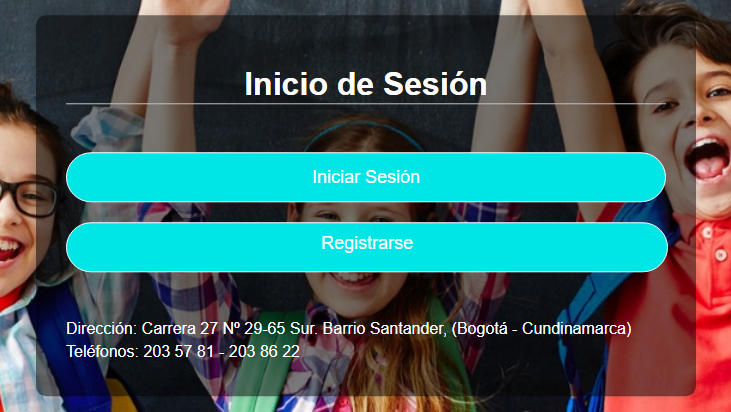 Inicio de Sesión
Iniciar Sesión
Registrarse
Dirección: Carrera 27 Nº 29-65 Sur. Barrio Santander, (Bogotá - Cundinamarca)
Teléfonos: 203 57 81 - 203 86 22